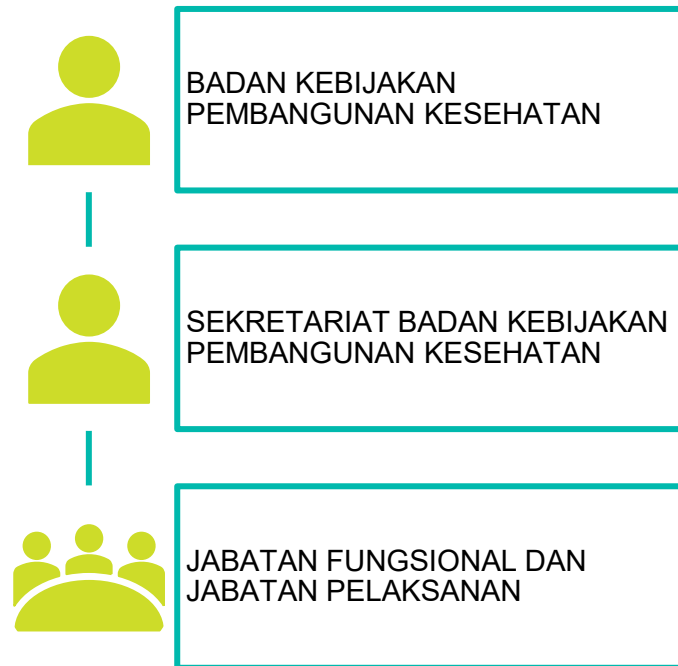 BADAN KEBIJAKAN
PEMBANGUNAN KESEHATAN
SEKRETARIAT BADAN KEBIJAKAN
PEMBANGUNAN KESEHATAN
JABATAN FUNGSIONAL DAN
JABATAN PELAKSANAN